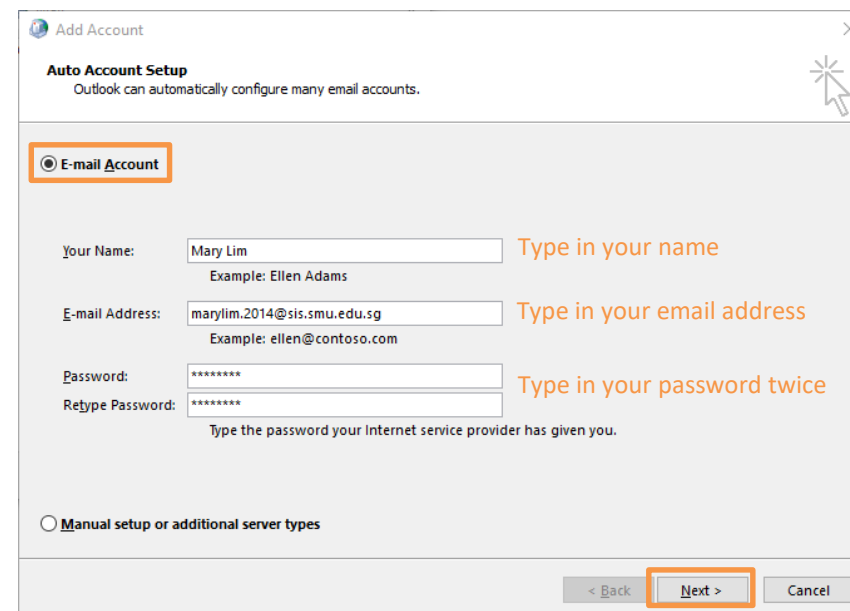 Add Account
Auto Account Setup
Outlook can automatically configure many email accounts.
E-mail Account
Your Name: Mary Lim Type in your name
Example: Ellen Adams
E-mail Address: marylim.2014@sis.smu.edu.sg Type in your email address
Example: ellen@contoso.com
Password: ********
Type in your password twice
Retype Password: ********
Type the password your Internet service provider has given you.
Manual setup or additional server types
< Back Next > Cancel